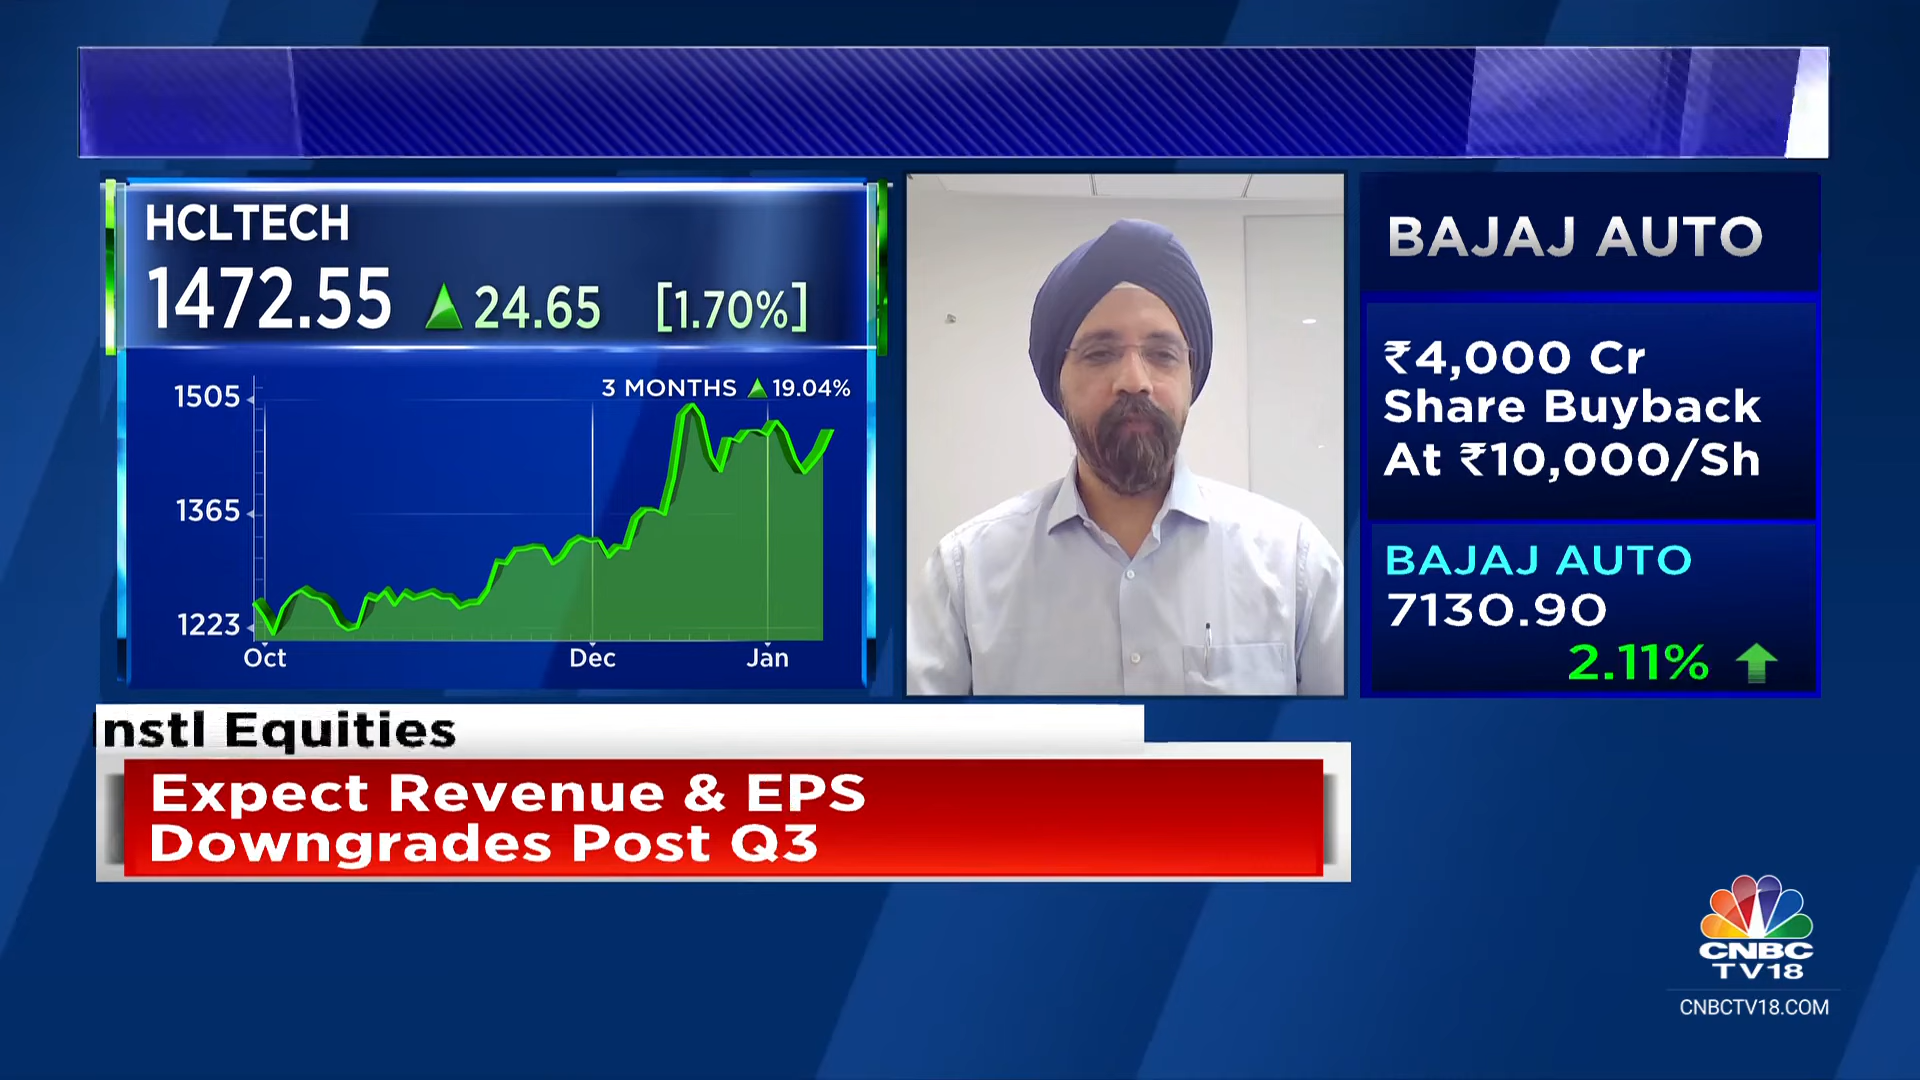 HCLTECH
1472.55 ▲ 24.65 [1.70%]
3 MONTHS ▲ 19.04%
1505
1365
1223
Oct Dec Jan
BAJAJ AUTO
₹4,000 Cr
Share Buyback
At ₹10,000/Sh
BAJAJ AUTO
7130.90
2.11%
nstl Equities
Expect Revenue & EPS
Downgrades Post Q3
CNBC
TV18
CNBCTV18.COM